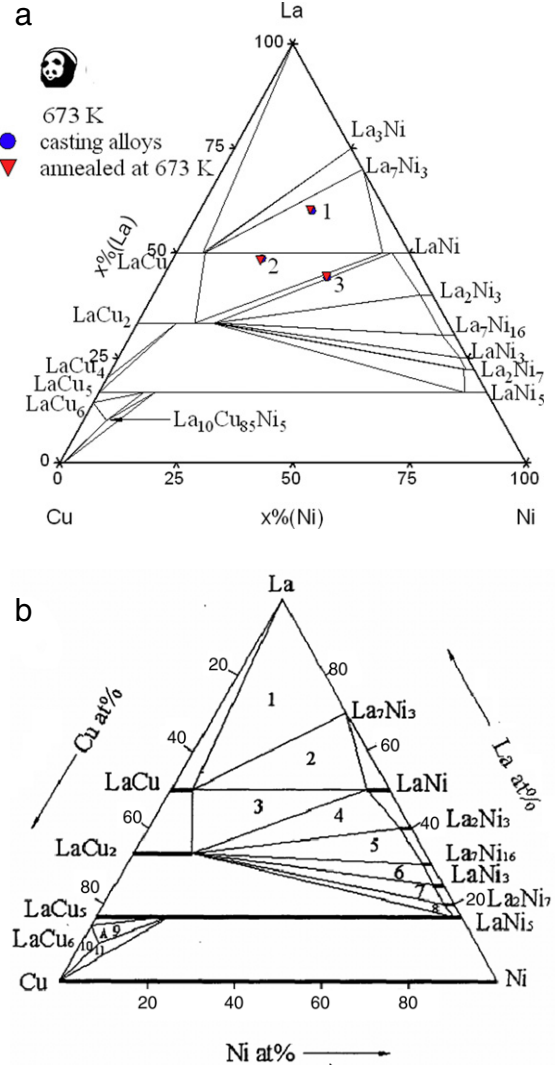 a
La
100
673 K
casting alloys
annealed at 673 K
75
La₃Ni
La₇Ni₃
1
x%(La)
50
LaCu
2
3
LaNi
La₂Ni₃
LaCu₂
La₇Ni₁₆
25
LaNi₃
LaCu₄
La₂Ni₇
LaCu₅
LaNi₅
LaCu₆
La₁₀Cu₈₅Ni₅
0
0
25
50
75
100
Cu
x%(Ni)
Ni
b
La
20
80
Cu at%
1
La₇Ni₃
La at%
40
60
2
LaCu
LaNi
3
4
60
40
La₂Ni₃
5
LaCu₂
La₇Ni₁₆
6
LaNi₃
80
7
20
La₂Ni₇
LaCu₅
8
LaNi₅
LaCu₆
A
9
10
11
Cu
Ni
20
40
60
80
Ni at%